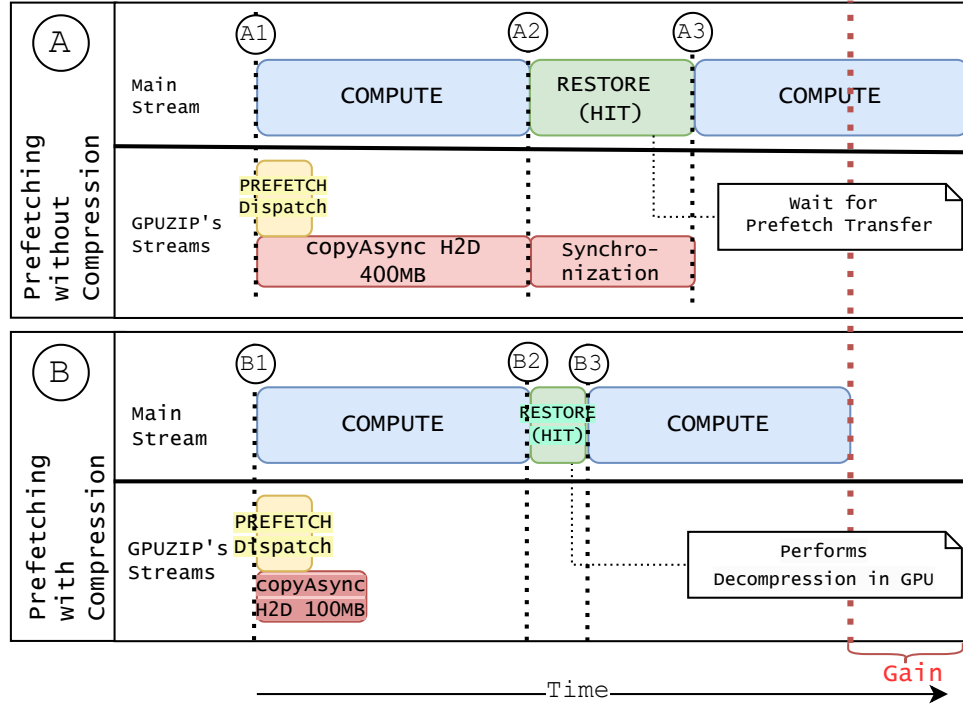 A
Prefetching
without
Compression
A1
A2
A3
Main
Stream
COMPUTE
RESTORE
(HIT)
COMPUTE
GPUZIP's
Streams
PREFETCH
Dispatch
copyAsync H2D
400MB
Synchro-
nization
Wait for
Prefetch Transfer
B
Prefetching
with
Compression
B1
B2
B3
Main
Stream
COMPUTE
RESTORE
(HIT)
COMPUTE
GPUZIP's
Streams
PREFETCH
Dispatch
copyAsync
H2D 100MB
Performs
Decompression in GPU
Gain
Time